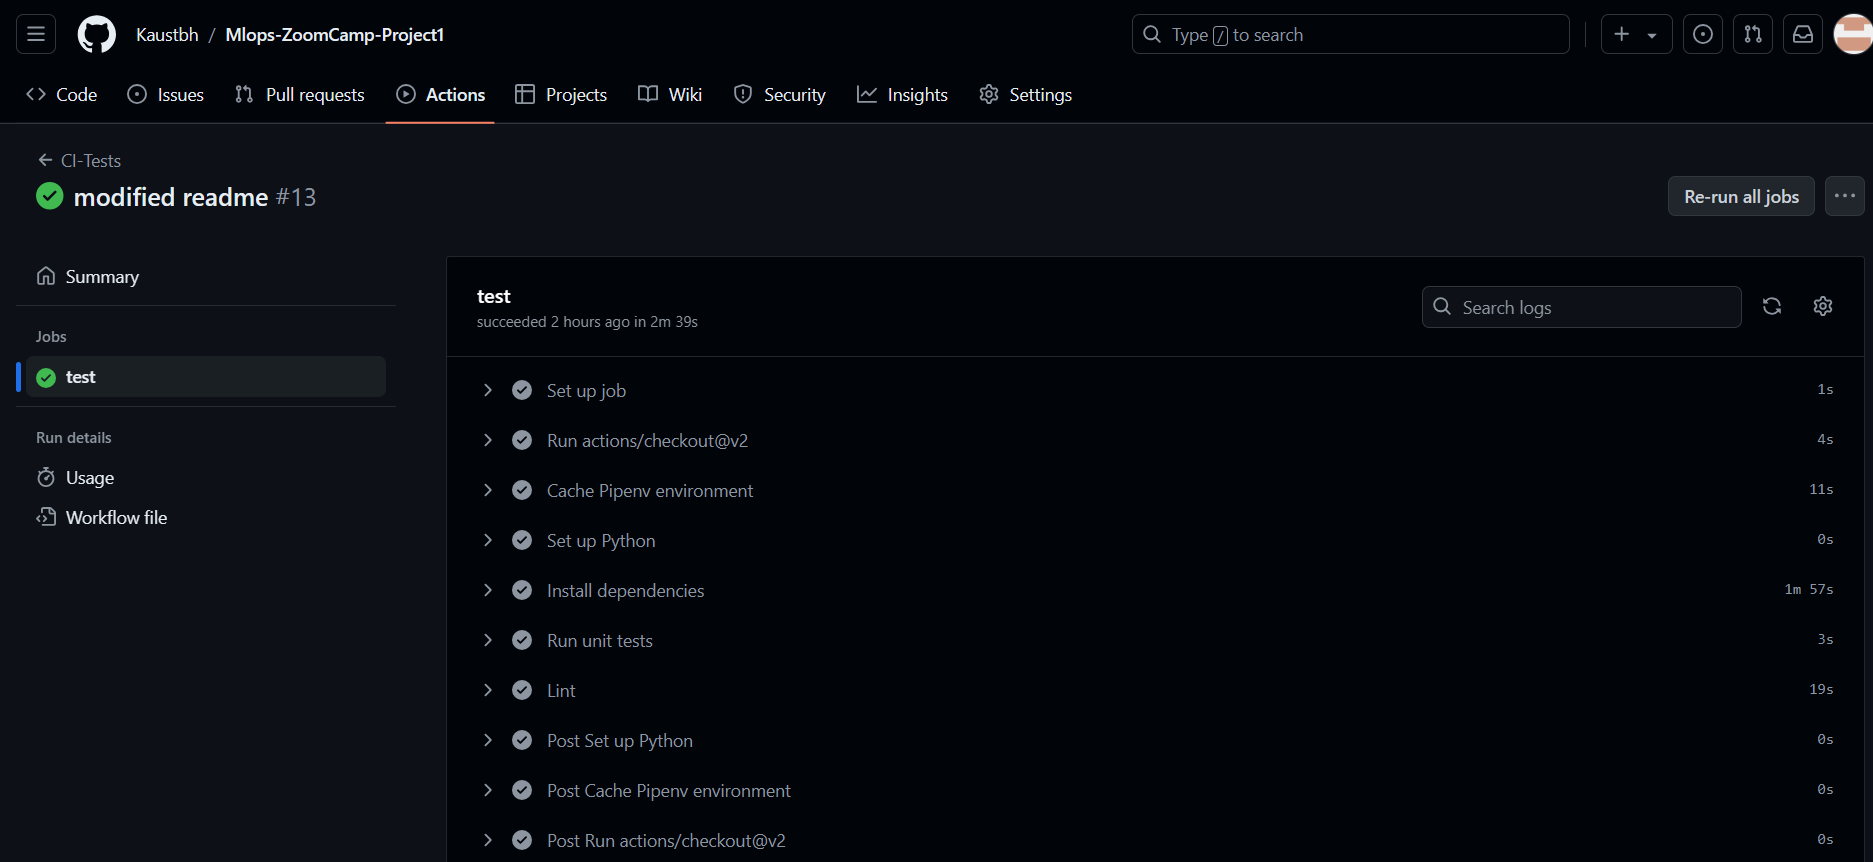 Kaustbh / Mlops-ZoomCamp-Project1
Type / to search
Code Issues Pull requests Actions Projects Wiki Security Insights Settings
CI-Tests
modified readme #13
Re-run all jobs
Summary
Jobs
test
Run details
Usage
Workflow file
test
succeeded 2 hours ago in 2m 39s
Search logs
Set up job 1s
Run actions/checkout@v2 4s
Cache Pipenv environment 11s
Set up Python 0s
Install dependencies 1m 57s
Run unit tests 3s
Lint 19s
Post Set up Python 0s
Post Cache Pipenv environment 0s
Post Run actions/checkout@v2 0s